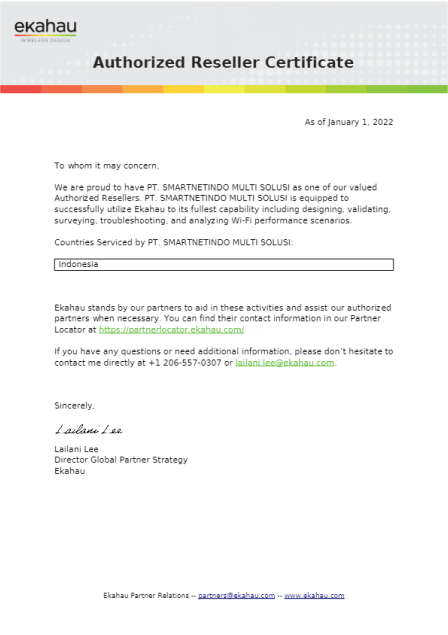 ekahau
WIRELESS DESIGN
Authorized Reseller Certificate
As of January 1, 2022
To whom it may concern,
We are proud to have PT. SMARTNETINDO MULTI SOLUSI as one of our valued
Authorized Resellers. PT. SMARTNETINDO MULTI SOLUSI is equipped to
successfully utilize Ekahau to its fullest capability including designing, validating,
surveying, troubleshooting, and analyzing Wi-Fi performance scenarios.
Countries Serviced by PT. SMARTNETINDO MULTI SOLUSI:
Indonesia
Ekahau stands by our partners to aid in these activities and assist our authorized
partners when necessary. You can find their contact information in our Partner
Locator at https://partnerlocator.ekahau.com/
If you have any questions or need additional information, please don't hesitate to
contact me directly at +1 206-557-0307 or lailani.lee@ekahau.com.
Sincerely,
Lailani Lee
Lailani Lee
Director Global Partner Strategy
Ekahau
Ekahau Partner Relations -- partners@ekahau.com -- www.ekahau.com